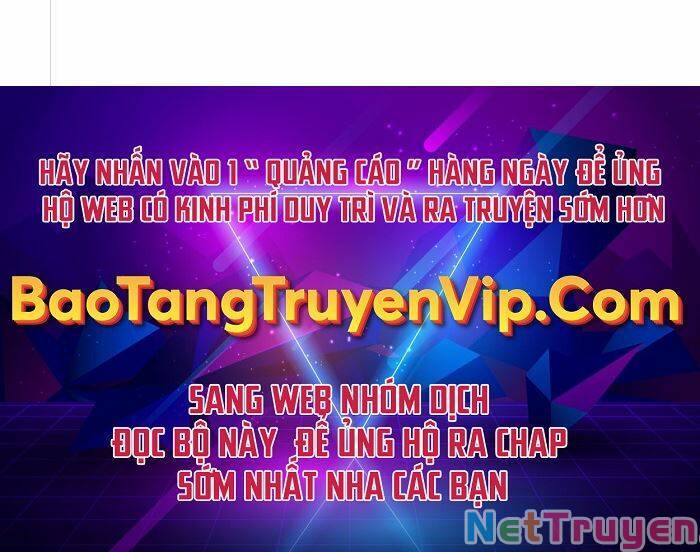 HÃY NHẤN VÀO 1 “ QUẢNG CÁO ” HÀNG NGÀY ĐỂ ỦNG
HỘ WEB CÓ KINH PHÍ DUY TRÌ VÀ RA TRUYỆN SỚM HƠN
BaoTangTruyenVip.Com
SANG WEB NHÓM DỊCH
ĐỌC BỘ NÀY ĐỂ ỦNG HỘ RA CHAP
SỚM NHẤT NHA CÁC BẠN
NetTruyen